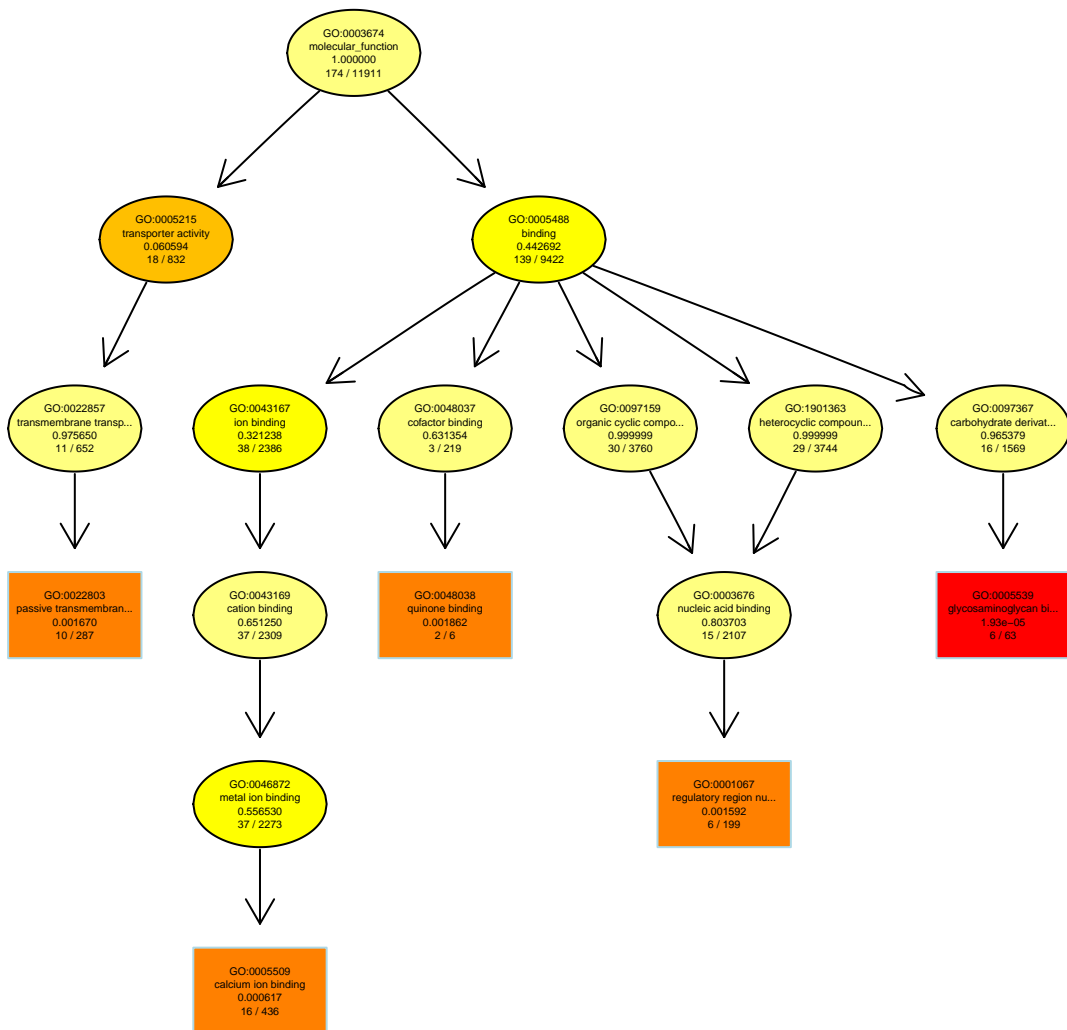 GO:0003674
molecular_function
1.000000
174 / 11911
GO:0005215
transporter activity
0.060594
18 / 832
GO:0005488
binding
0.442692
139 / 9422
GO:0022857
transmembrane transp...
0.975650
11 / 652
GO:0043167
ion binding
0.321238
38 / 2386
GO:0048037
cofactor binding
0.631354
3 / 219
GO:0097159
organic cyclic compo...
0.999999
30 / 3760
GO:1901363
heterocyclic compoun...
0.999999
29 / 3744
GO:0097367
carbohydrate derivat...
0.965379
16 / 1569
GO:0022803
passive transmembran...
0.001670
10 / 287
GO:0043169
cation binding
0.651250
37 / 2309
GO:0048038
quinone binding
0.001862
2 / 6
GO:0003676
nucleic acid binding
0.803703
15 / 2107
GO:0005539
glycosaminoglycan bi...
1.93e−05
6 / 83
GO:0046872
metal ion binding
0.556530
37 / 2273
GO:0001067
regulatory region nu...
0.001592
6 / 199
GO:0005509
calcium ion binding
0.000617
16 / 436